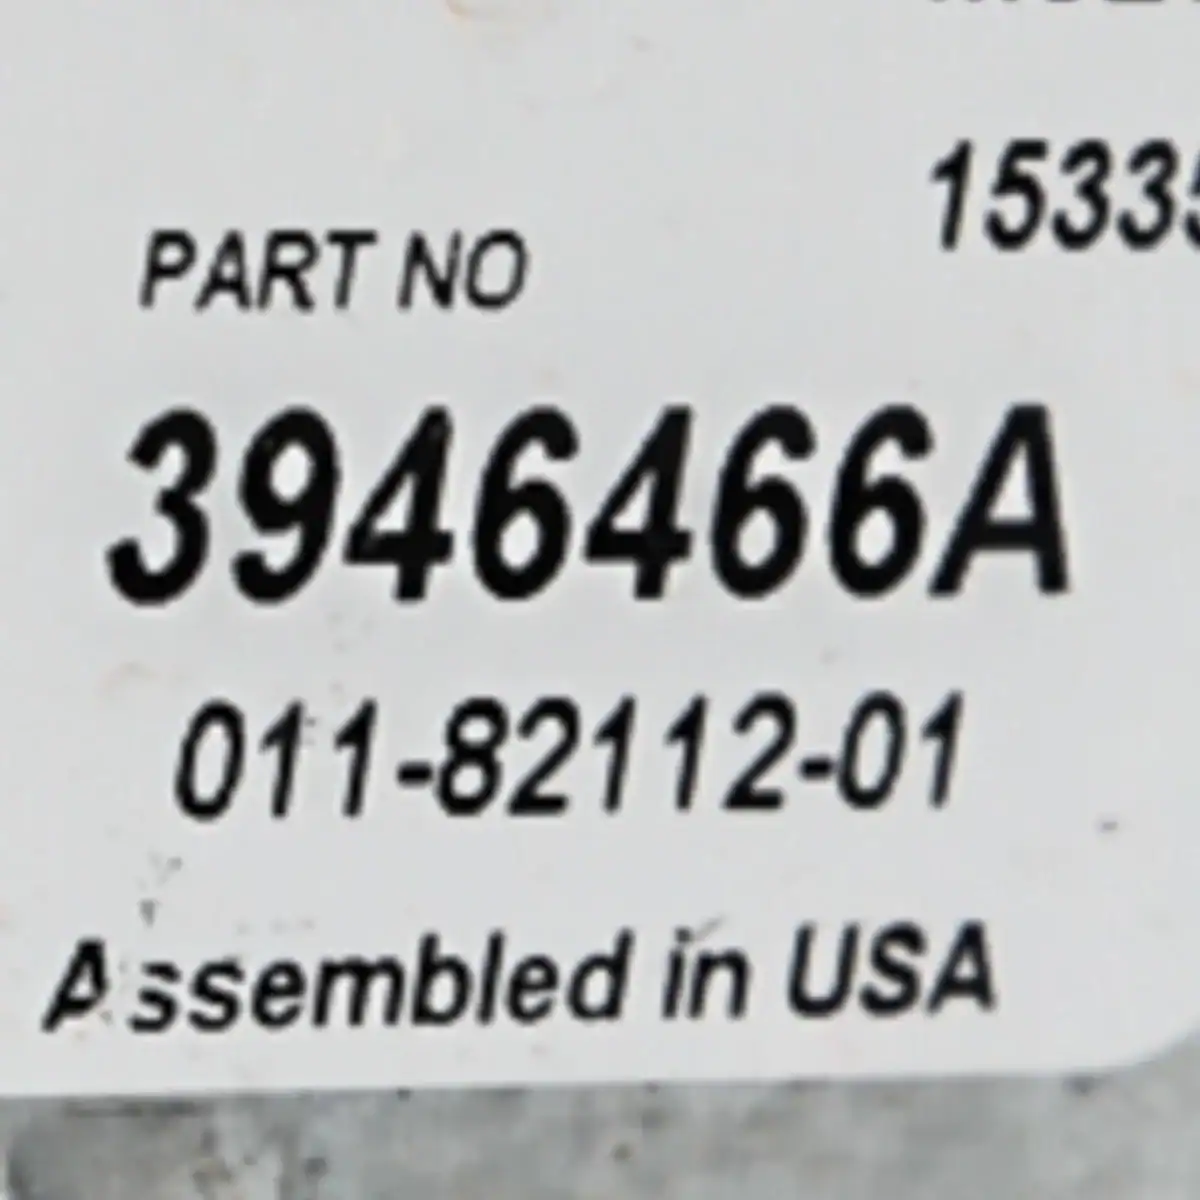 15335
PART NO
3946466A
011-82112-01
Assembled in USA